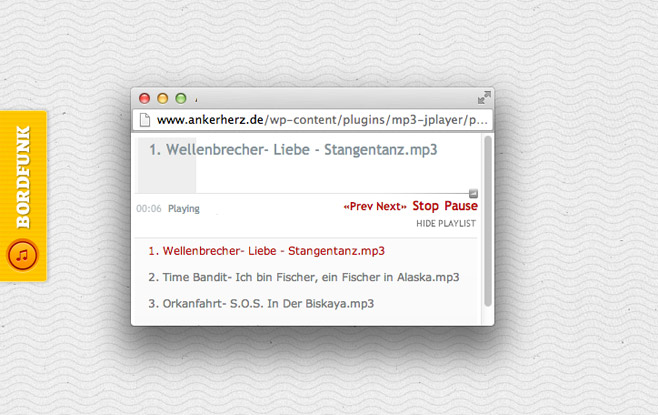 www.ankerherz.de/wp-content/plugins/mp3-jplayer/p...
1. Wellenbrecher- Liebe - Stangentanz.mp3
00:06 Playing
«Prev Next» Stop Pause
HIDE PLAYLIST
1. Wellenbrecher- Liebe - Stangentanz.mp3
2. Time Bandit- Ich bin Fischer, ein Fischer in Alaska.mp3
3. Orkanfahrt- S.O.S. In Der Biskaya.mp3
BORDFUNK